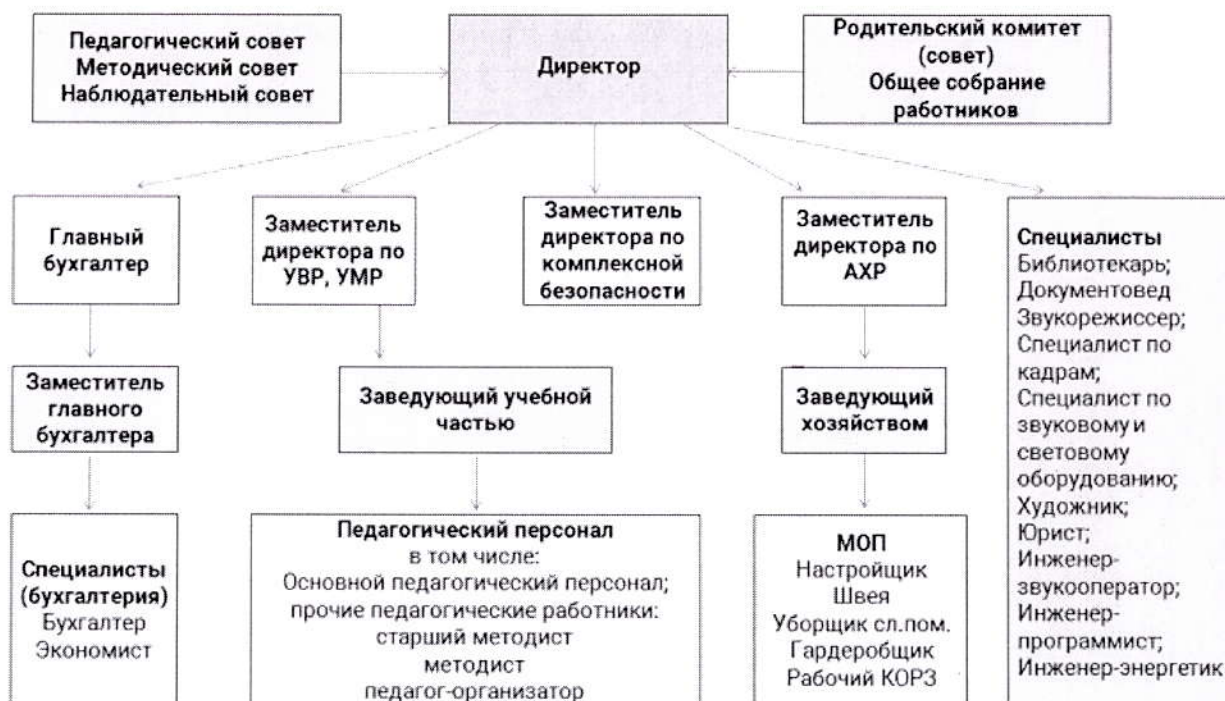 Педагогический совет
Методический совет
Наблюдательный совет
Директор
Родительский комитет
(совет)
Общее собрание
работников
Главный
бухгалтер
Заместитель
директора по
УВР, УМР
Заместитель
директора по
комплексной
безопасности
Заместитель
директора по
АХР
Специалисты
Библиотекарь;
Документовед
Звукорежиссер;
Специалист по
кадрам;
Специалист по
звуковому и
световому
оборудованию;
Художник;
Юрист;
Инженер-
звукооператор;
Инженер-
программист;
Инженер-энергетик
Заместитель
главного
бухгалтера
Заведующий учебной
частью
Заведующий
хозяйством
Специалисты
(бухгалтерия)
Бухгалтер
Экономист
Педагогический персонал
в том числе:
Основной педагогический персонал;
прочие педагогические работники:
старший методист
методист
педагог-организатор
МОП
Настройщик
Швея
Уборщик сл.пом.
Гардеробщик
Рабочий КОРЗ